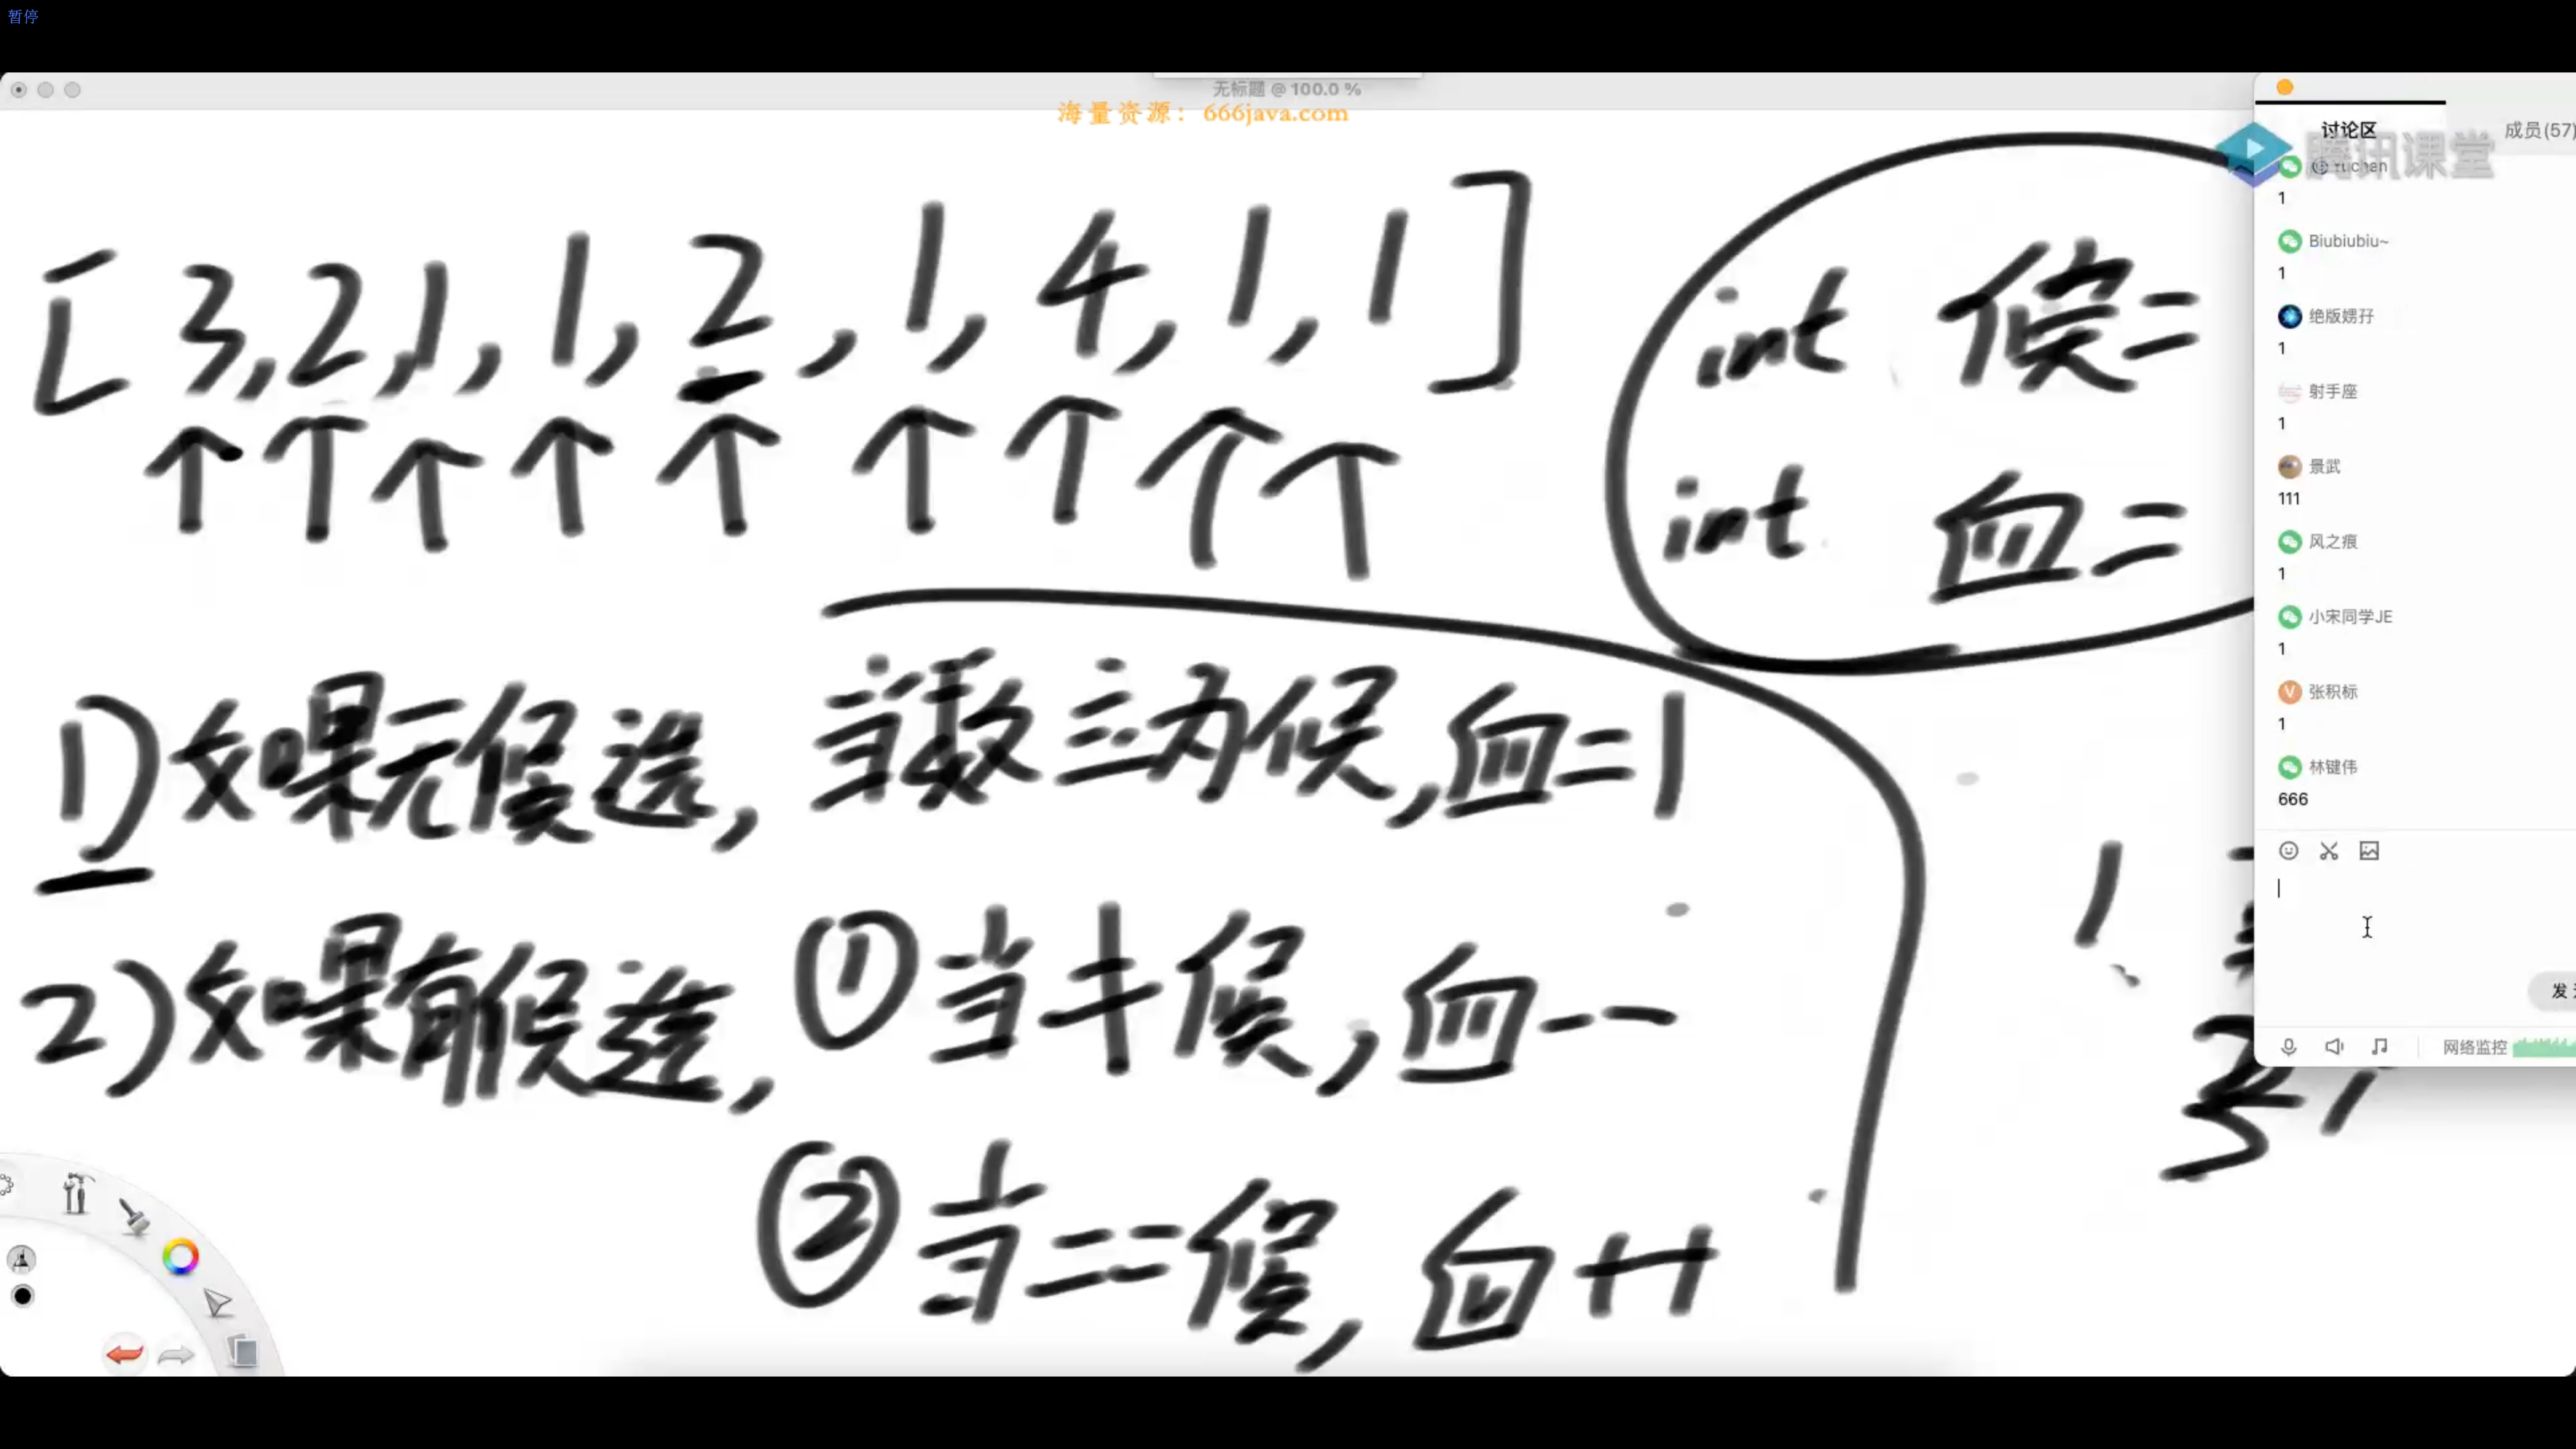 暂停
无标题 @ 100.0 %
海量资源：666java.com
腾讯课堂
[3,2,1,1,2,1,4,1,1]
int 候=
int 血=
1)如果无候选, 当数三为候,血=1
2)如果有候选, ①当≠候,血--
②当==候,血++
讨论区
成员(57)
1
Biubiubiu~
1
绝版娚孖
1
射手座
1
景武
111
风之痕
1
小宋同学JE
1
张积标
1
林键伟
666
发
网络监控